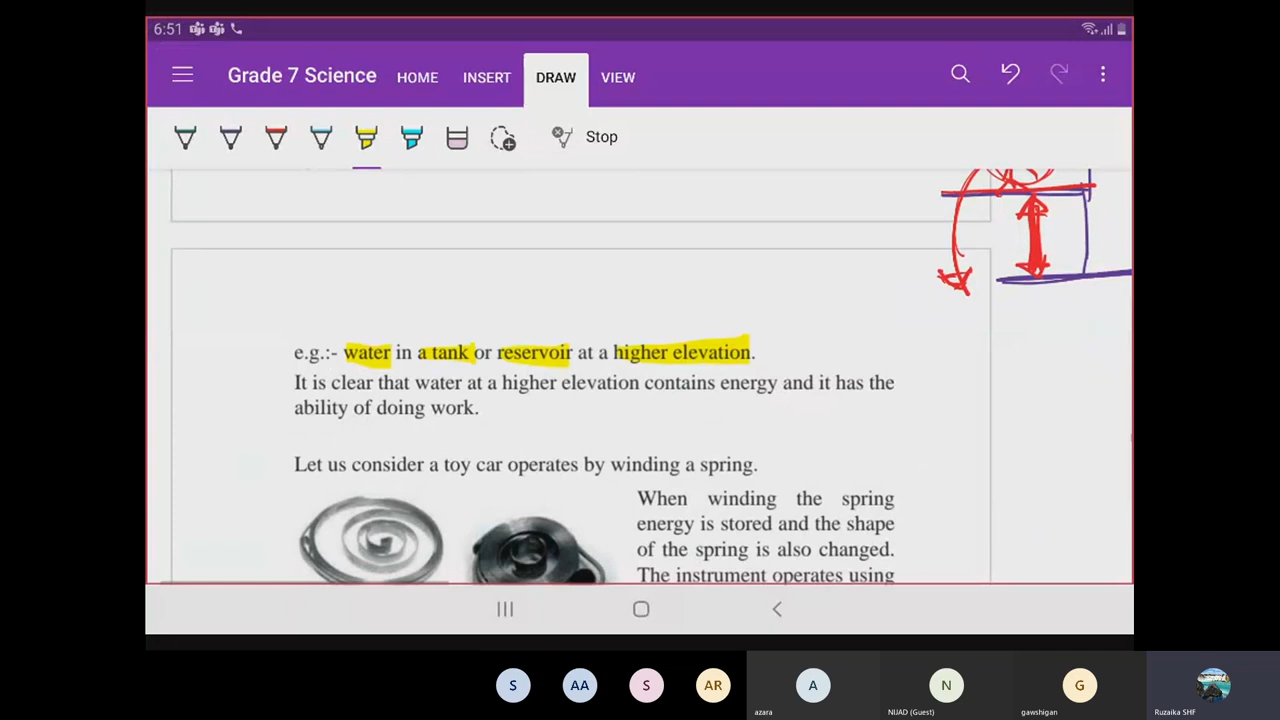 6:51
Grade 7 Science HOME INSERT DRAW VIEW
Stop
e.g.:- water in a tank or reservoir at a higher elevation.
It is clear that water at a higher elevation contains energy and it has the
ability of doing work.
Let us consider a toy car operates by winding a spring.
When winding the spring
energy is stored and the shape
of the spring is also changed.
The instrument operates using
S AA S AR A N G
azara NIJAD (Guest) gawshigan Ruzaika SHF